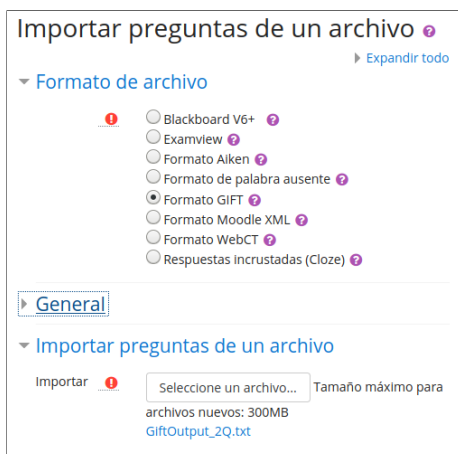 Importar preguntas de un archivo
Expandir todo
Formato de archivo
Blackboard V6+
Examview
Formato Aiken
Formato de palabra ausente
Formato GIFT
Formato Moodle XML
Formato WebCT
Respuestas incrustadas (Cloze)
General
Importar preguntas de un archivo
Importar Seleccione un archivo... Tamaño máximo para
archivos nuevos: 300MB
GiftOutput_2Q.txt